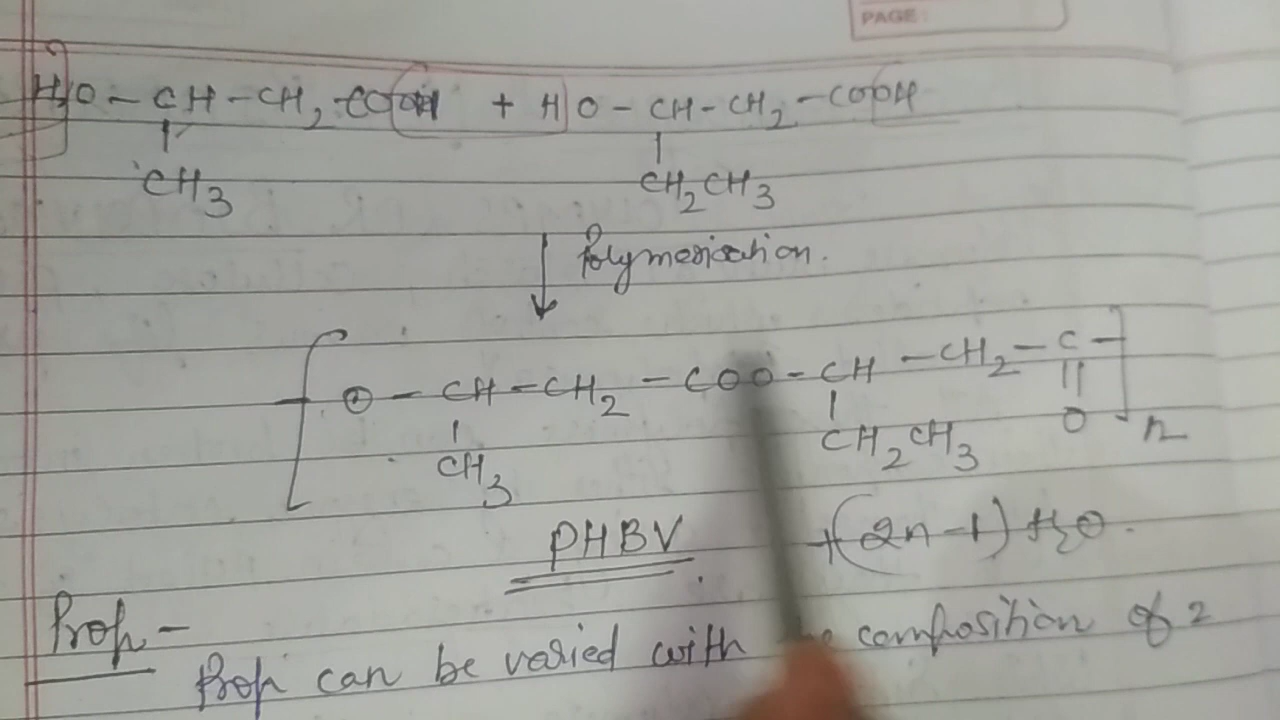 PAGE:
HO - CH - CH2 - COOH + HO - CH - CH2 - COOH
CH3 CH2CH3
Polymerisation.
[ O - CH - CH2 - COO - CH - CH2 - C - ]n
CH3 CH2CH3 O
PHBV + (2n-1) H2O.
Prop -
Prop can be varied with composition of 2